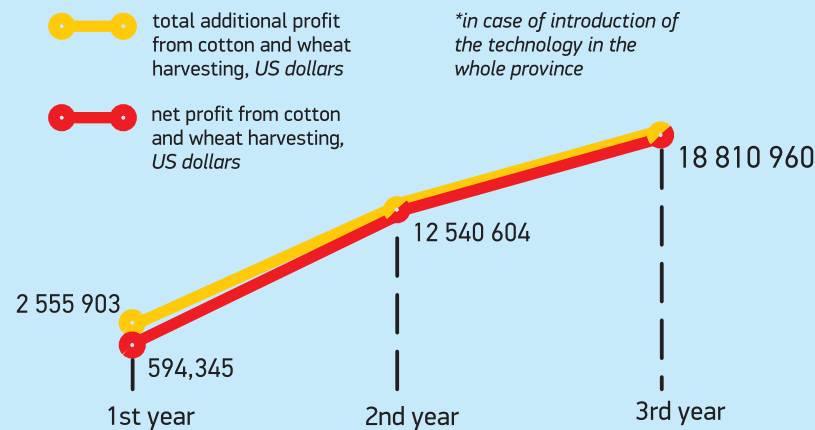 total additional profit
from cotton and wheat
harvesting, US dollars
*in case of introduction of
the technology in the
whole province
net profit from cotton
and wheat harvesting,
US dollars
18 810 960
12 540 604
2 555 903
594,345
1st year
2nd year
3rd year